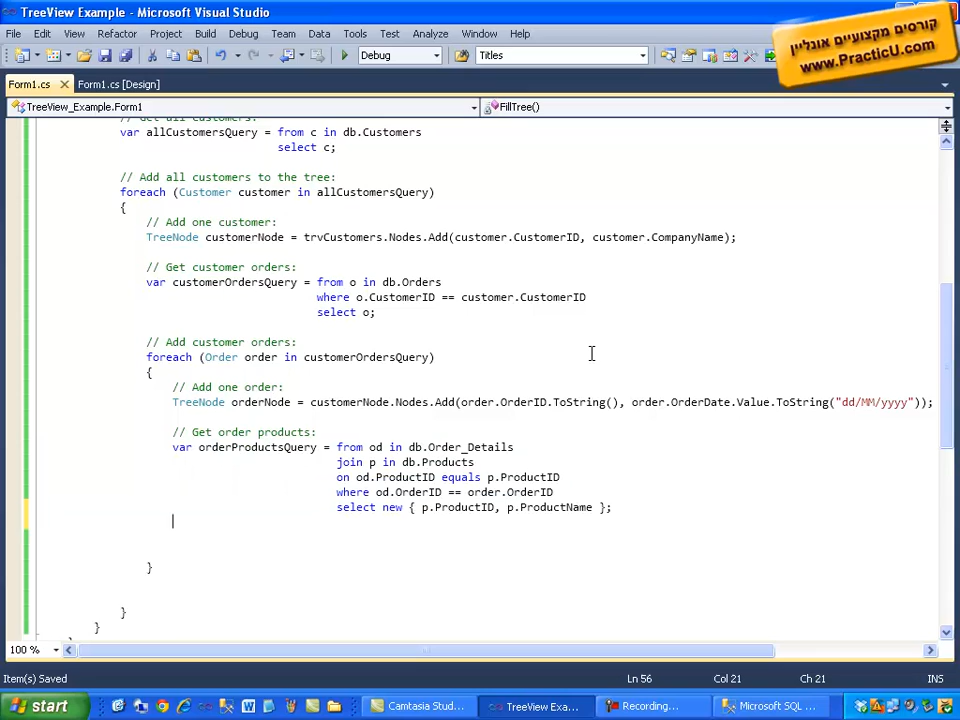 TreeView Example - Microsoft Visual Studio
קורסים מקצועיים אונליין
www.PracticU.com
File Edit View Refactor Project Build Debug Team Data Tools Test Analyze Window Help
Debug Titles
Form1.cs Form1.cs [Design]
TreeView_Example.Form1 FillTree()
// Get all customers:
var allCustomersQuery = from c in db.Customers
select c;
// Add all customers to the tree:
foreach (Customer customer in allCustomersQuery)
{
// Add one customer:
TreeNode customerNode = trvCustomers.Nodes.Add(customer.CustomerID, customer.CompanyName);
// Get customer orders:
var customerOrdersQuery = from o in db.Orders
where o.CustomerID == customer.CustomerID
select o;
// Add customer orders:
foreach (Order order in customerOrdersQuery)
{
// Add one order:
TreeNode orderNode = customerNode.Nodes.Add(order.OrderID.ToString(), order.OrderDate.Value.ToString("dd/MM/yyyy"));
// Get order products:
var orderProductsQuery = from od in db.Order_Details
join p in db.Products
on od.ProductID equals p.ProductID
where od.OrderID == order.OrderID
select new { p.ProductID, p.ProductName };
}
}
}
100 %
Item(s) Saved Ln 56 Col 21 Ch 21 INS
start Camtasia Stud... TreeView Exa... Recording... Microsoft SQL ...